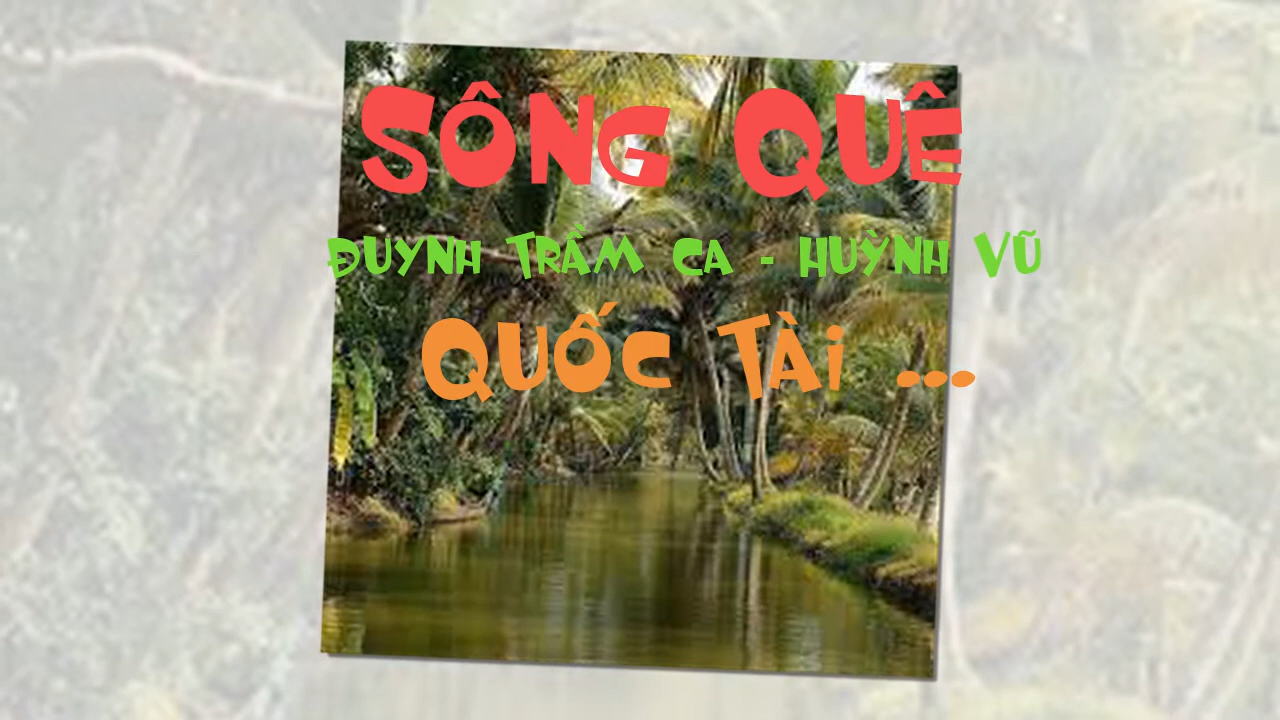 SÔNG QUÊ
ĐUYNH TRẦM CA - HUỲNH VŨ
QUỐC TÀI ...